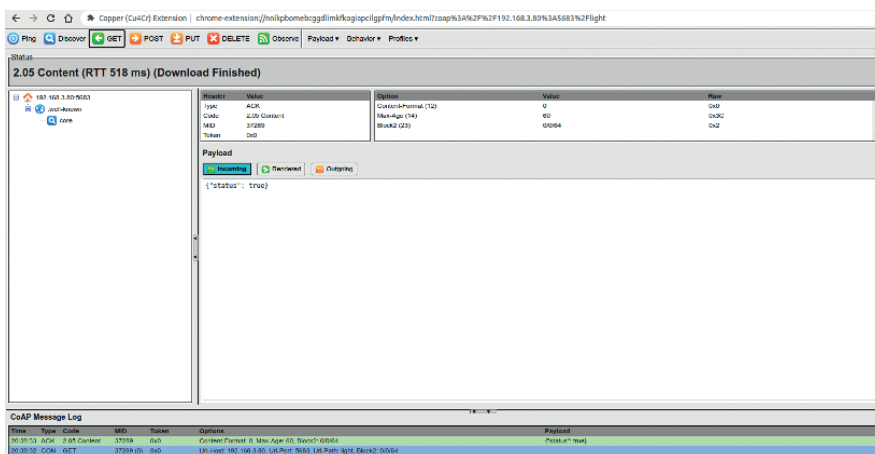 Copper (Cu4Cr) Extension | chrome-extension://nnlkpbomebcggdlimkfkogiapcilgpfm/index.html?coap%3A%2F%2F192.168.3.80%3A5683%2Flight
Ping Discover GET POST PUT DELETE Observe Payload Behavior Profiles
Status
2.05 Content (RTT 518 ms) (Download Finished)
192.168.3.80:5683
.well-known
core
Header Value
Type ACK
Code 2.05 Content
MID 37289
Token 0x0
Option Value Raw
Content-Format (12) 0 0x0
Max-Age (14) 60 0x3C
Block2 (23) 0/0/64 0x2
Payload
Incoming Rendered Outgoing
{"status": true}
CoAP Message Log
Time Type Code MID Token Options Payload
20:39:33 ACK 2.05 Content 37289 0x0 Content-Format: 0, Max-Age: 60, Block2: 0/0/64 {"status": true}
20:39:32 CON GET 37289 (0) 0x0 Uri-Host: 192.168.3.80, Uri-Port: 5683, Uri-Path: light, Block2: 0/0/64